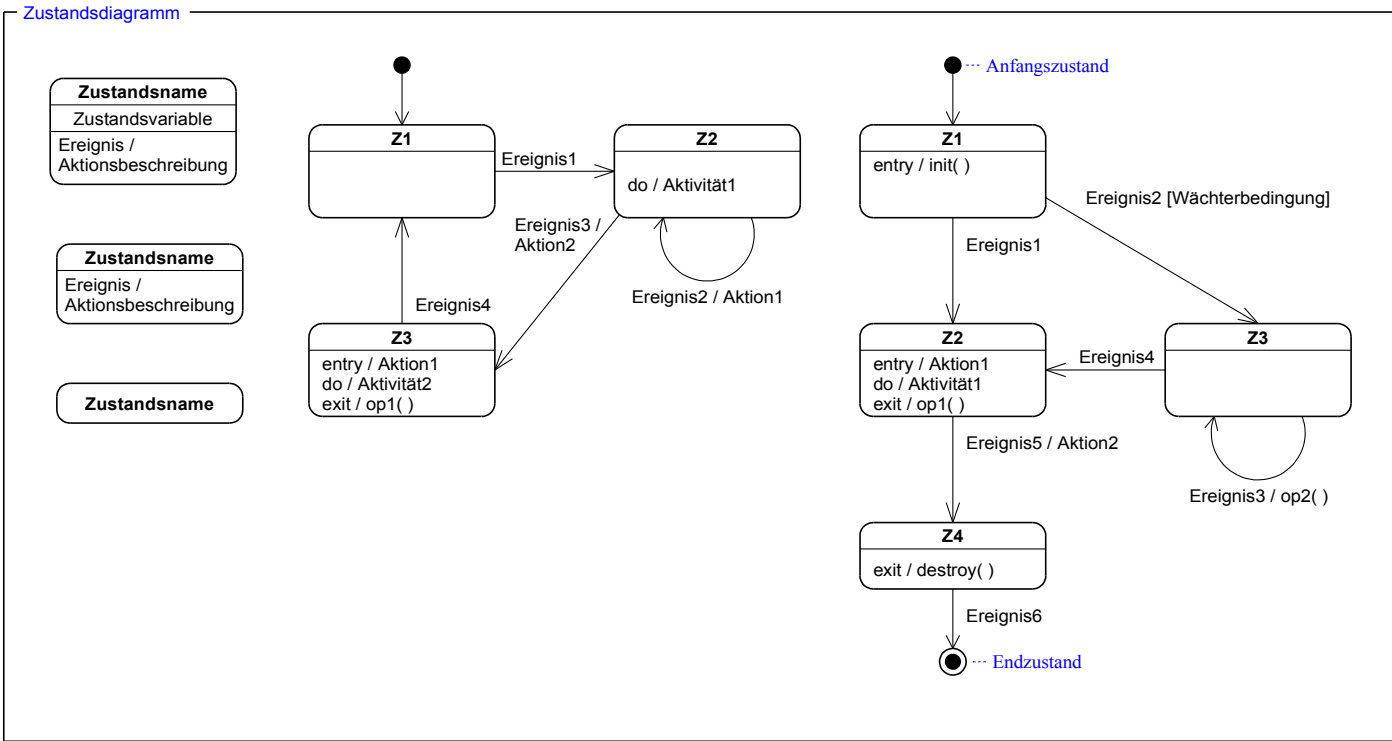 Zustandsdiagramm
Zustandsname
Zustandsvariable
Ereignis /
Aktionsbeschreibung
Zustandsname
Ereignis /
Aktionsbeschreibung
Zustandsname
Z1
Ereignis1
Z2
do / Aktivität1
Ereignis3 /
Aktion2
Ereignis2 / Aktion1
Ereignis4
Z3
entry / Aktion1
do / Aktivität2
exit / op1( )
Anfangszustand
Z1
entry / init( )
Ereignis2 [Wächterbedingung]
Ereignis1
Z2
entry / Aktion1
do / Aktivität1
exit / op1( )
Ereignis4
Z3
Ereignis3 / op2( )
Ereignis5 / Aktion2
Z4
exit / destroy( )
Ereignis6
Endzustand